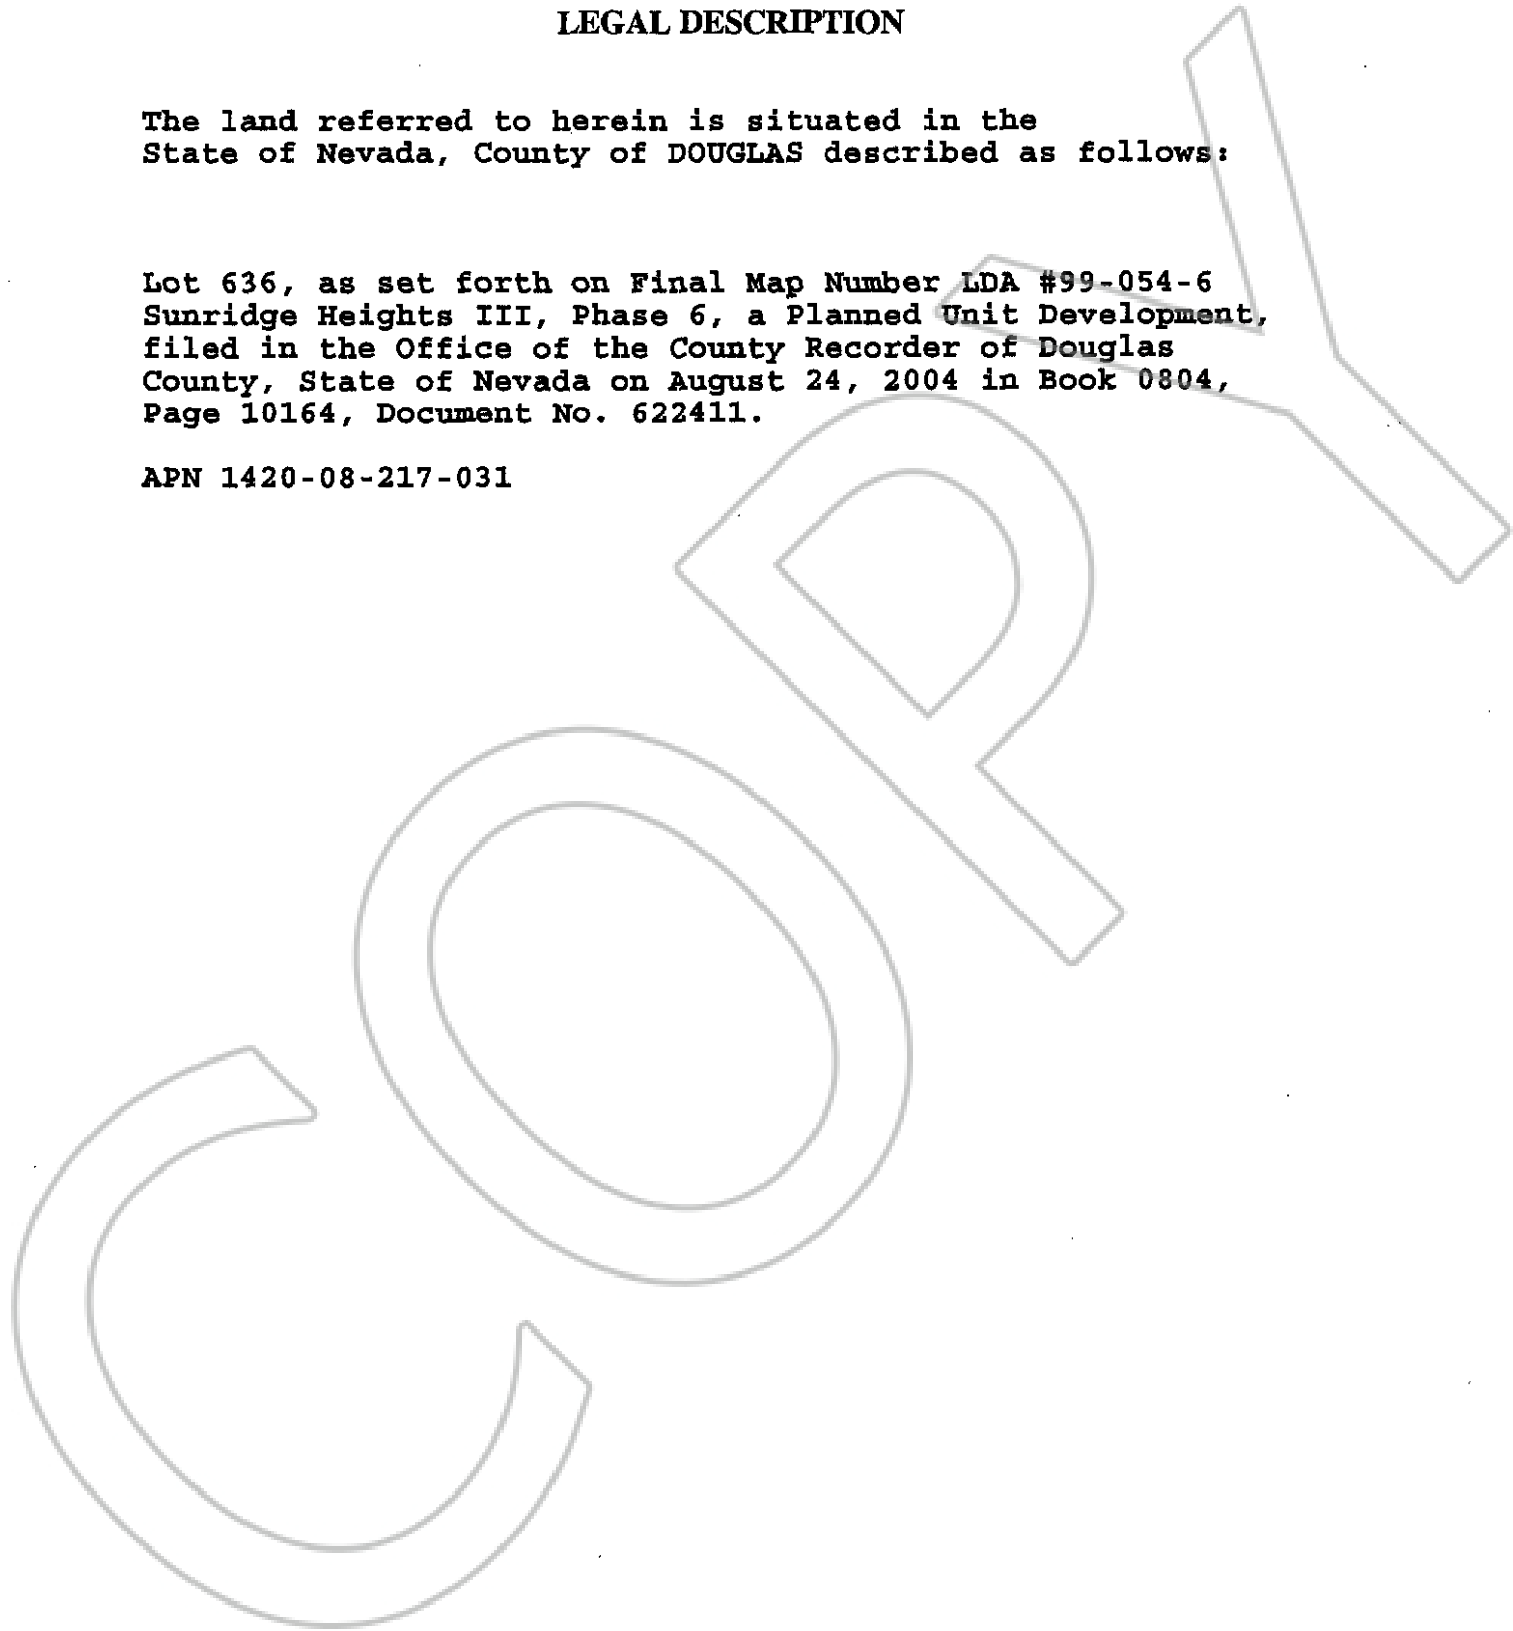 LEGAL DESCRIPTION
The land referred to herein is situated in the
State of Nevada, County of DOUGLAS described as follows:
Lot 636, as set forth on Final Map Number LDA #99-054-6
Sunridge Heights III, Phase 6, a Planned Unit Development,
filed in the Office of the County Recorder of Douglas
County, State of Nevada on August 24, 2004 in Book 0804,
Page 10164, Document No. 622411.
APN 1420-08-217-031
COPY